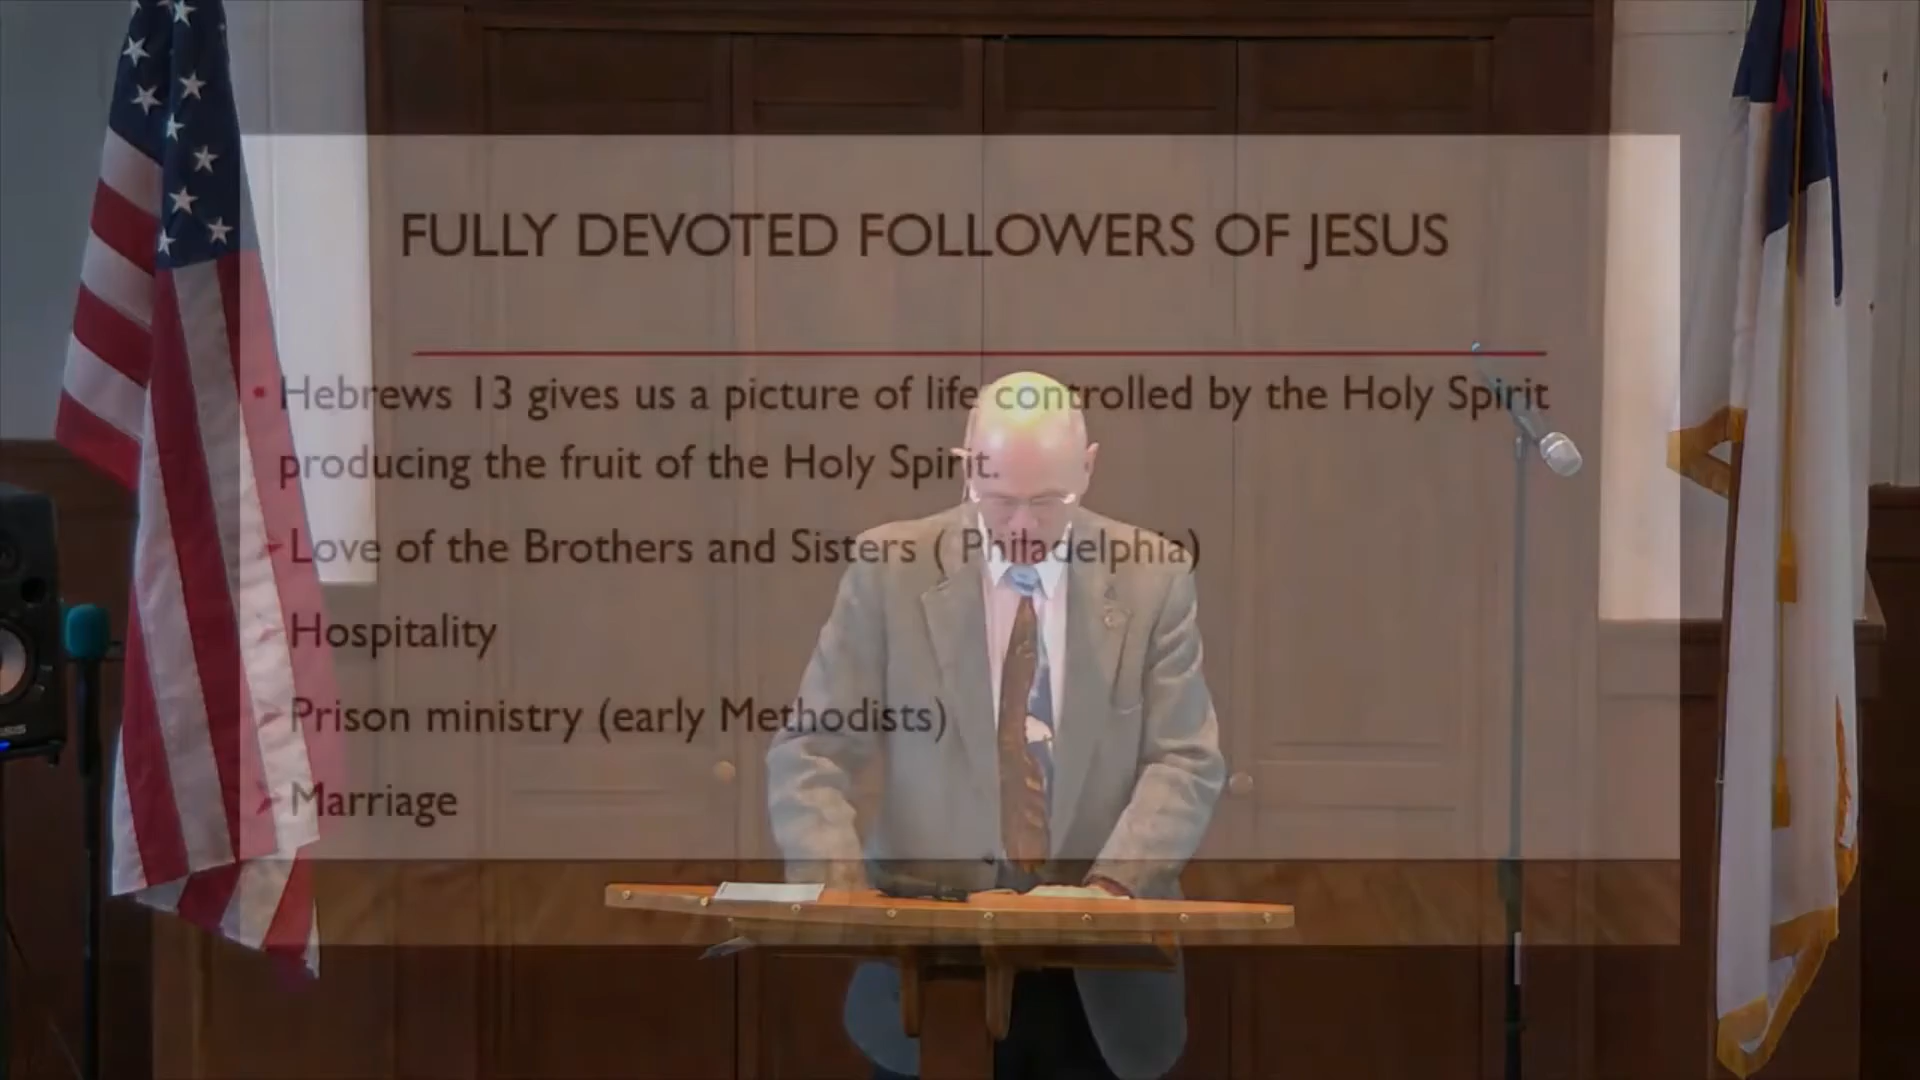 FULLY DEVOTED FOLLOWERS OF JESUS
• Hebrews 13 gives us a picture of life controlled by the Holy Spirit
producing the fruit of the Holy Spirit.
➢ Love of the Brothers and Sisters ( Philadelphia)
➢ Hospitality
➢ Prison ministry (early Methodists)
➢ Marriage